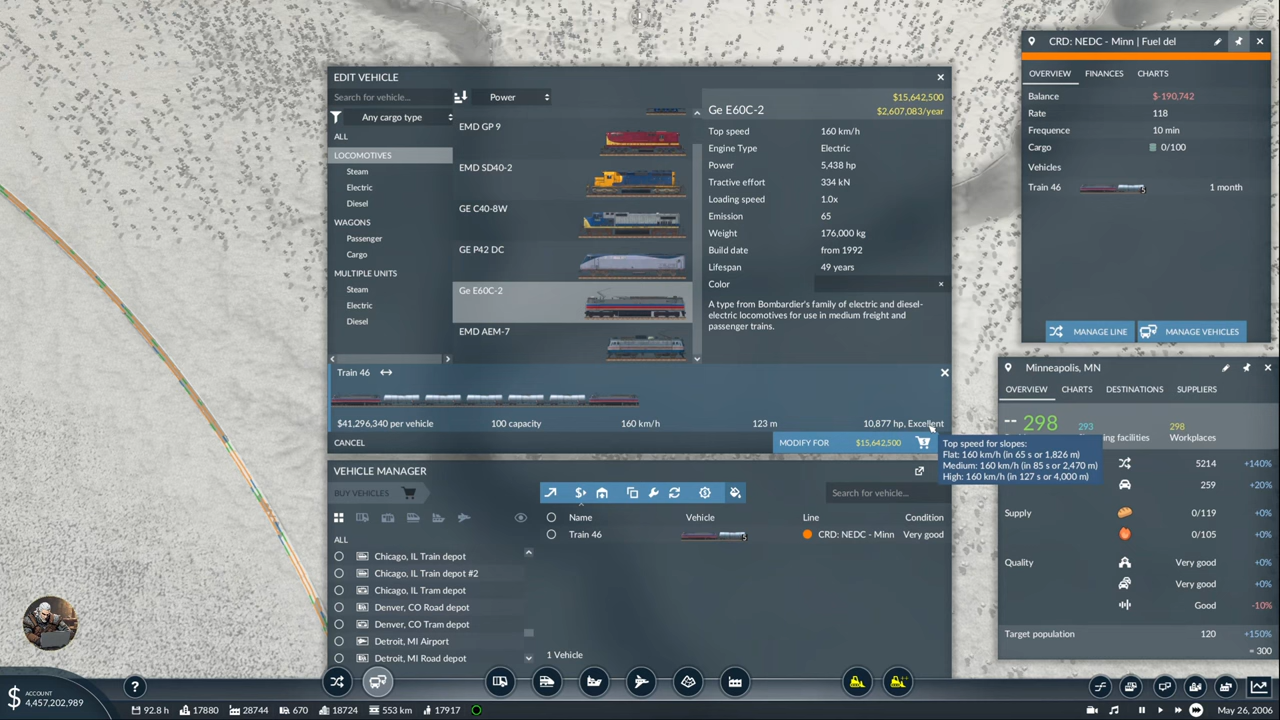 EDIT VEHICLE
Search for vehicle...
Power
Any cargo type
ALL
LOCOMOTIVES
Steam
Electric
Diesel
WAGONS
Passenger
Cargo
MULTIPLE UNITS
Steam
Electric
Diesel
EMD GP 9
EMD SD40-2
GE C40-8W
GE P42 DC
Ge E60C-2
EMD AEM-7
Ge E60C-2
$15,642,500
$2,607,083/year
Top speed 160 km/h
Engine Type Electric
Power 5,438 hp
Tractive effort 334 kN
Loading speed 1.0x
Emission 65
Weight 176,000 kg
Build date from 1992
Lifespan 49 years
Color
A type from Bombardier's family of electric and diesel-
electric locomotives for use in medium freight and
passenger trains.
Train 46
$41,296,340 per vehicle 100 capacity 160 km/h 123 m 10,877 hp, Excellent
CANCEL
MODIFY FOR $15,642,500
Top speed for slopes:
Flat: 160 km/h (in 65 s or 1,826 m)
Medium: 160 km/h (in 85 s or 2,470 m)
High: 160 km/h (in 127 s or 4,000 m)
VEHICLE MANAGER
BUY VEHICLES
Search for vehicle...
ALL
Chicago, IL Train depot
Chicago, IL Train depot #2
Chicago, IL Tram depot
Denver, CO Road depot
Denver, CO Tram depot
Detroit, MI Airport
Detroit, MI Road depot
Name Vehicle Line Condition
Train 46 5 CRD: NEDC - Minn Very good
1 Vehicle
CRD: NEDC - Minn | Fuel del
OVERVIEW FINANCES CHARTS
Balance $-190,742
Rate 118
Frequence 10 min
Cargo 0/100
Vehicles
Train 46 5 1 month
MANAGE LINE
MANAGE VEHICLES
Minneapolis, MN
OVERVIEW CHARTS DESTINATIONS SUPPLIERS
-- 298 293 298
ing facilities Workplaces
5214 +140%
259 +20%
Supply 0/119 +0%
0/105 +0%
Quality Very good +0%
Very good +0%
Good -10%
Target population 120 +150%
= 300
$ ACCOUNT
4,457,202,989
?
92.8 h 17880 28744 670 18724 553 km 17917
May 26, 2006